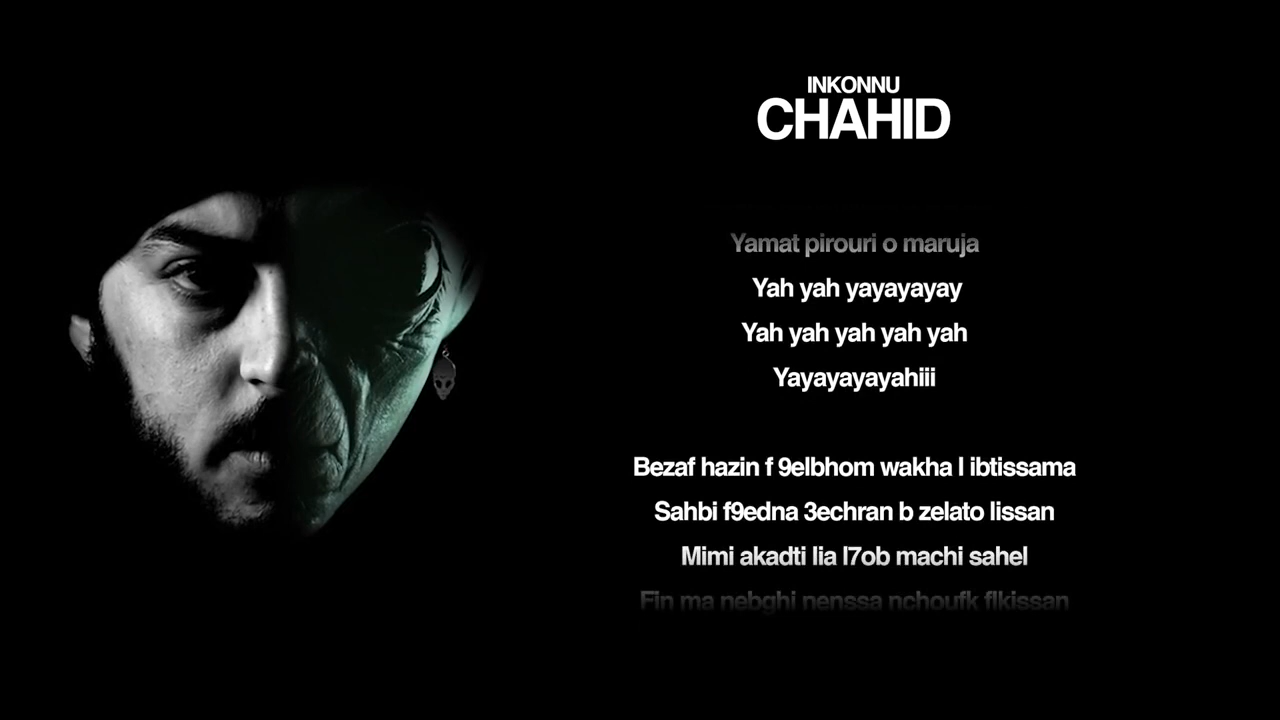 INKONNU
CHAHID
Yamat pirouri o maruja
Yah yah yayayayay
Yah yah yah yah yah
Yayayayayahiii
Bezaf hazin f 9elbhom wakha l ibtissama
Sahbi f9edna 3echran b zelato lissan
Mimi akadti lia l7ob machi sahel
Fin ma nebghi nenssa nchoufk flkissan